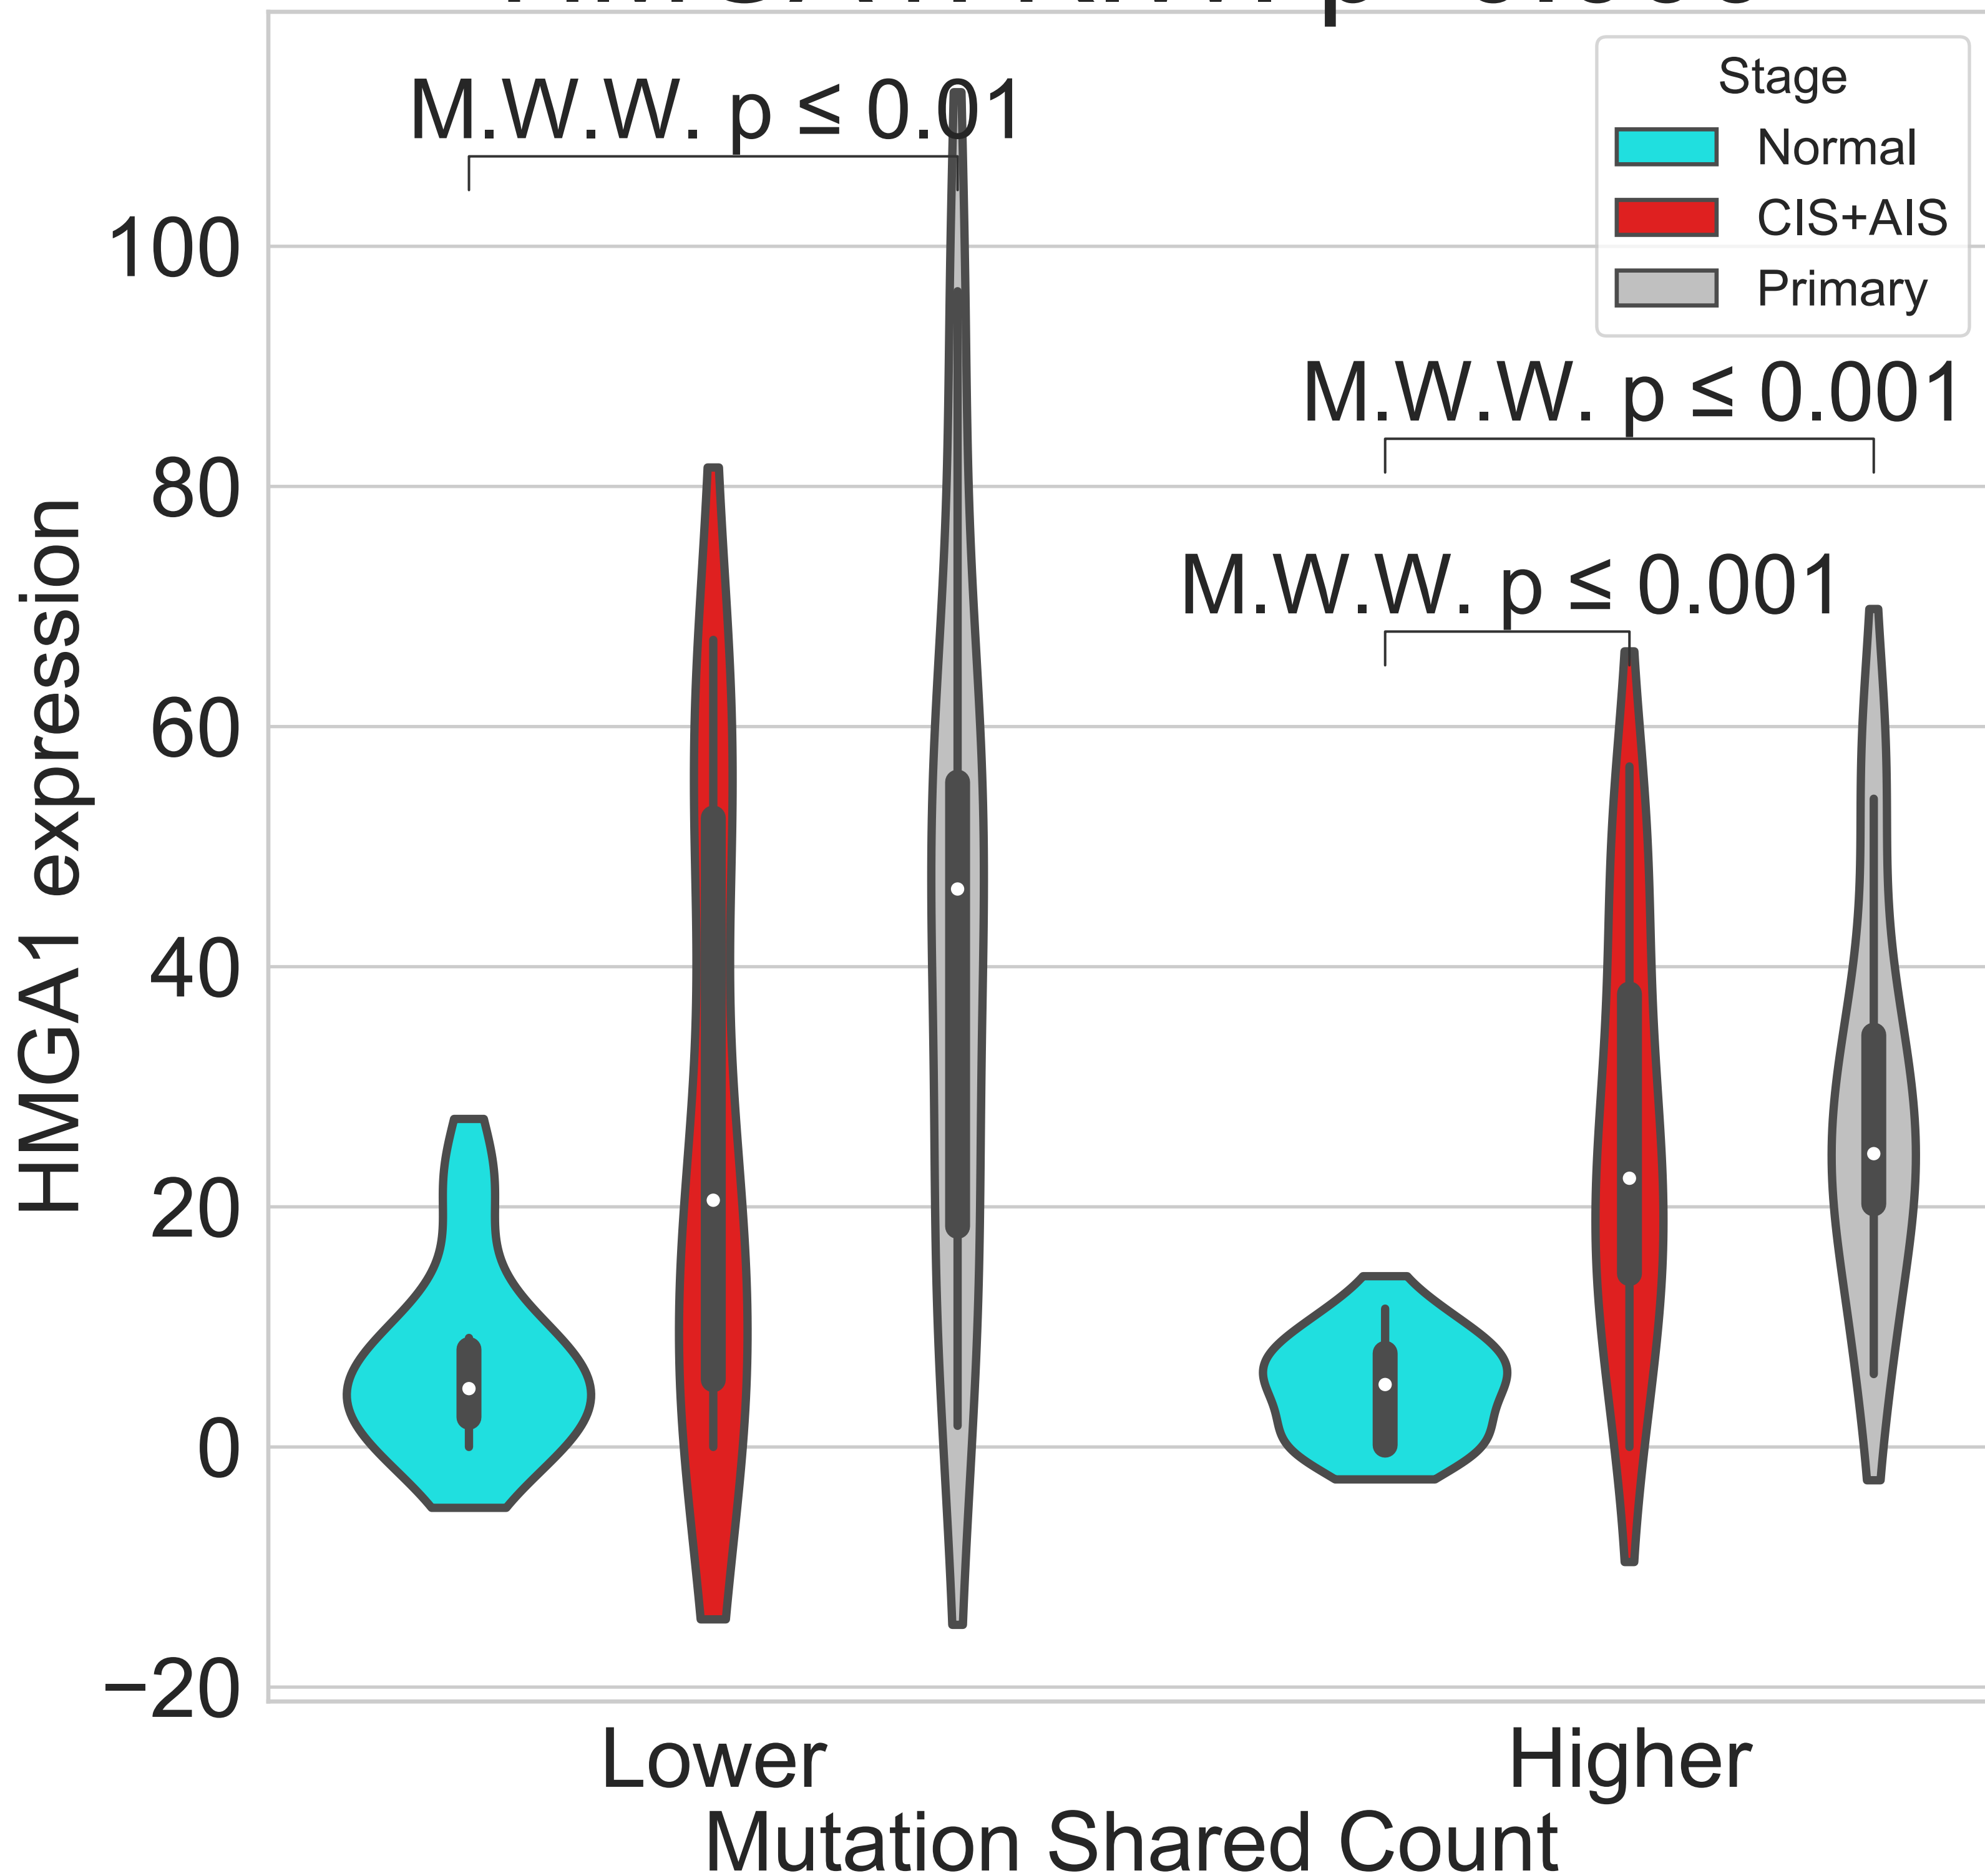 M.W.W. p ≤ 0.01
Stage
Normal
CIS+AIS
Primary
M.W.W. p ≤ 0.001
M.W.W. p ≤ 0.001
HMGA1 expression
100
80
60
40
20
0
−20
Lower
Higher
Mutation Shared Count